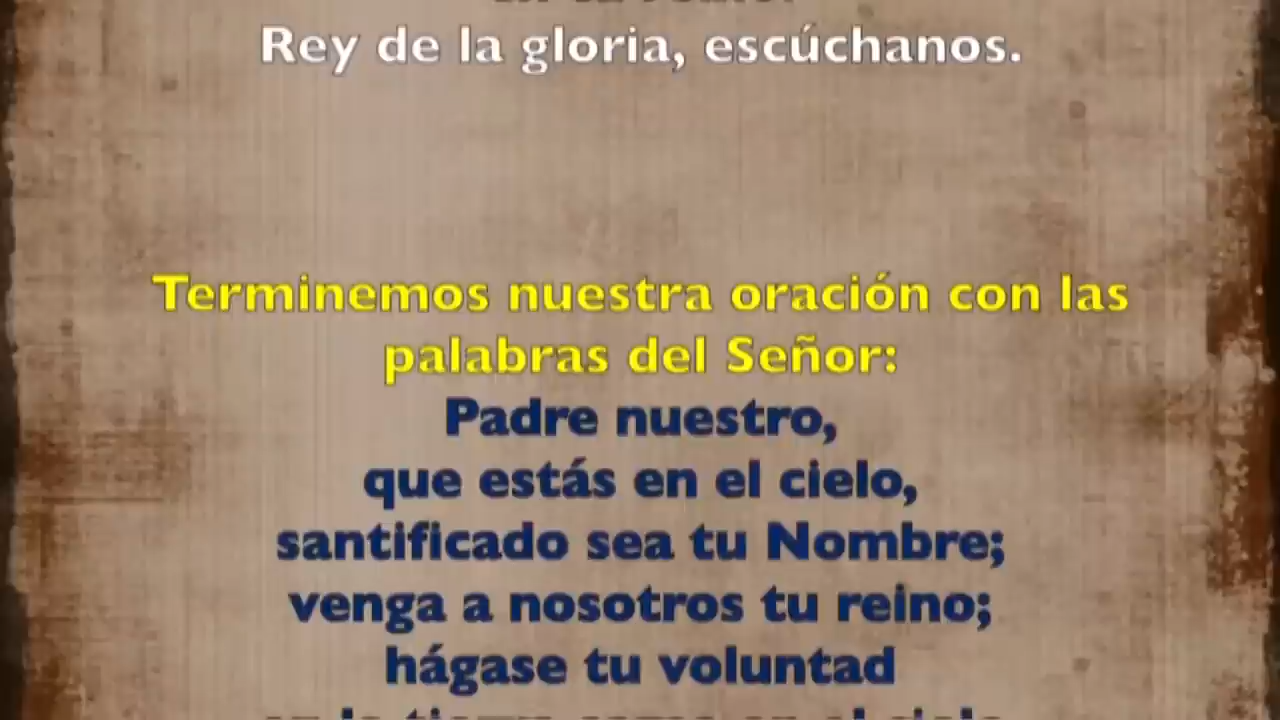 Rey de la gloria, escúchanos.
Terminemos nuestra oración con las
palabras del Señor:
Padre nuestro,
que estás en el cielo,
santificado sea tu Nombre;
venga a nosotros tu reino;
hágase tu voluntad